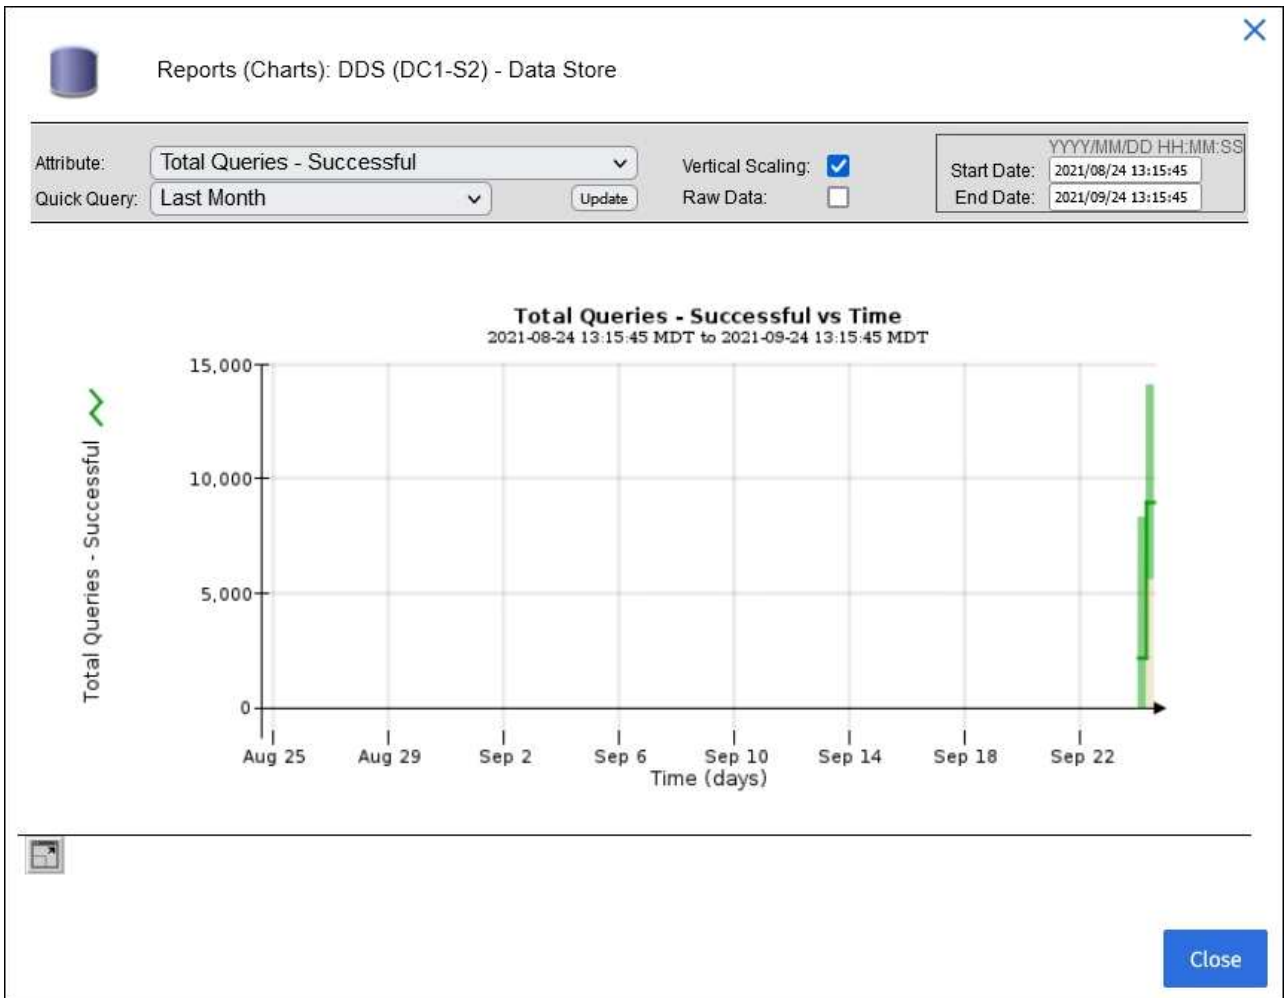 Reports (Charts): DDS (DC1-S2) - Data Store
Attribute: Total Queries - Successful Vertical Scaling: YYYY/MM/DD HH:MM:SS
Start Date: 2021/08/24 13:15:45
Quick Query: Last Month Update Raw Data: End Date: 2021/09/24 13:15:45
Total Queries - Successful vs Time
2021-08-24 13:15:45 MDT to 2021-09-24 13:15:45 MDT
Total Queries - Successful
15,000
10,000
5,000
0
Aug 25 Aug 29 Sep 2 Sep 6 Sep 10 Sep 14 Sep 18 Sep 22
Time (days)
Close